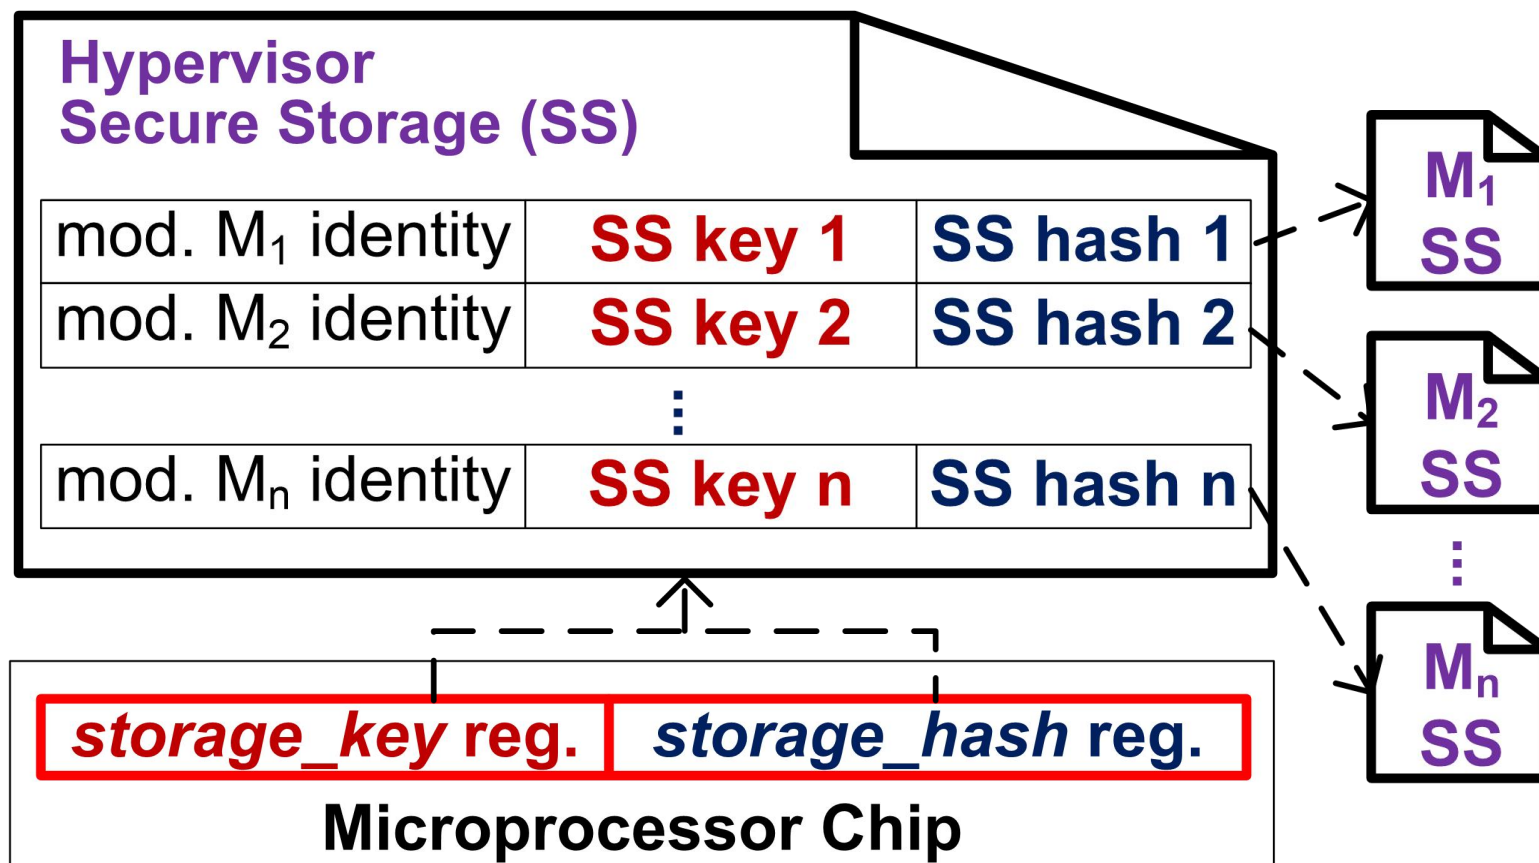 Hypervisor
Secure Storage (SS)
mod. M₁ identity SS key 1 SS hash 1
mod. M₂ identity SS key 2 SS hash 2
⋮
mod. Mₙ identity SS key n SS hash n
M₁
SS
M₂
SS
⋮
Mₙ
SS
storage_key reg. storage_hash reg.
Microprocessor Chip